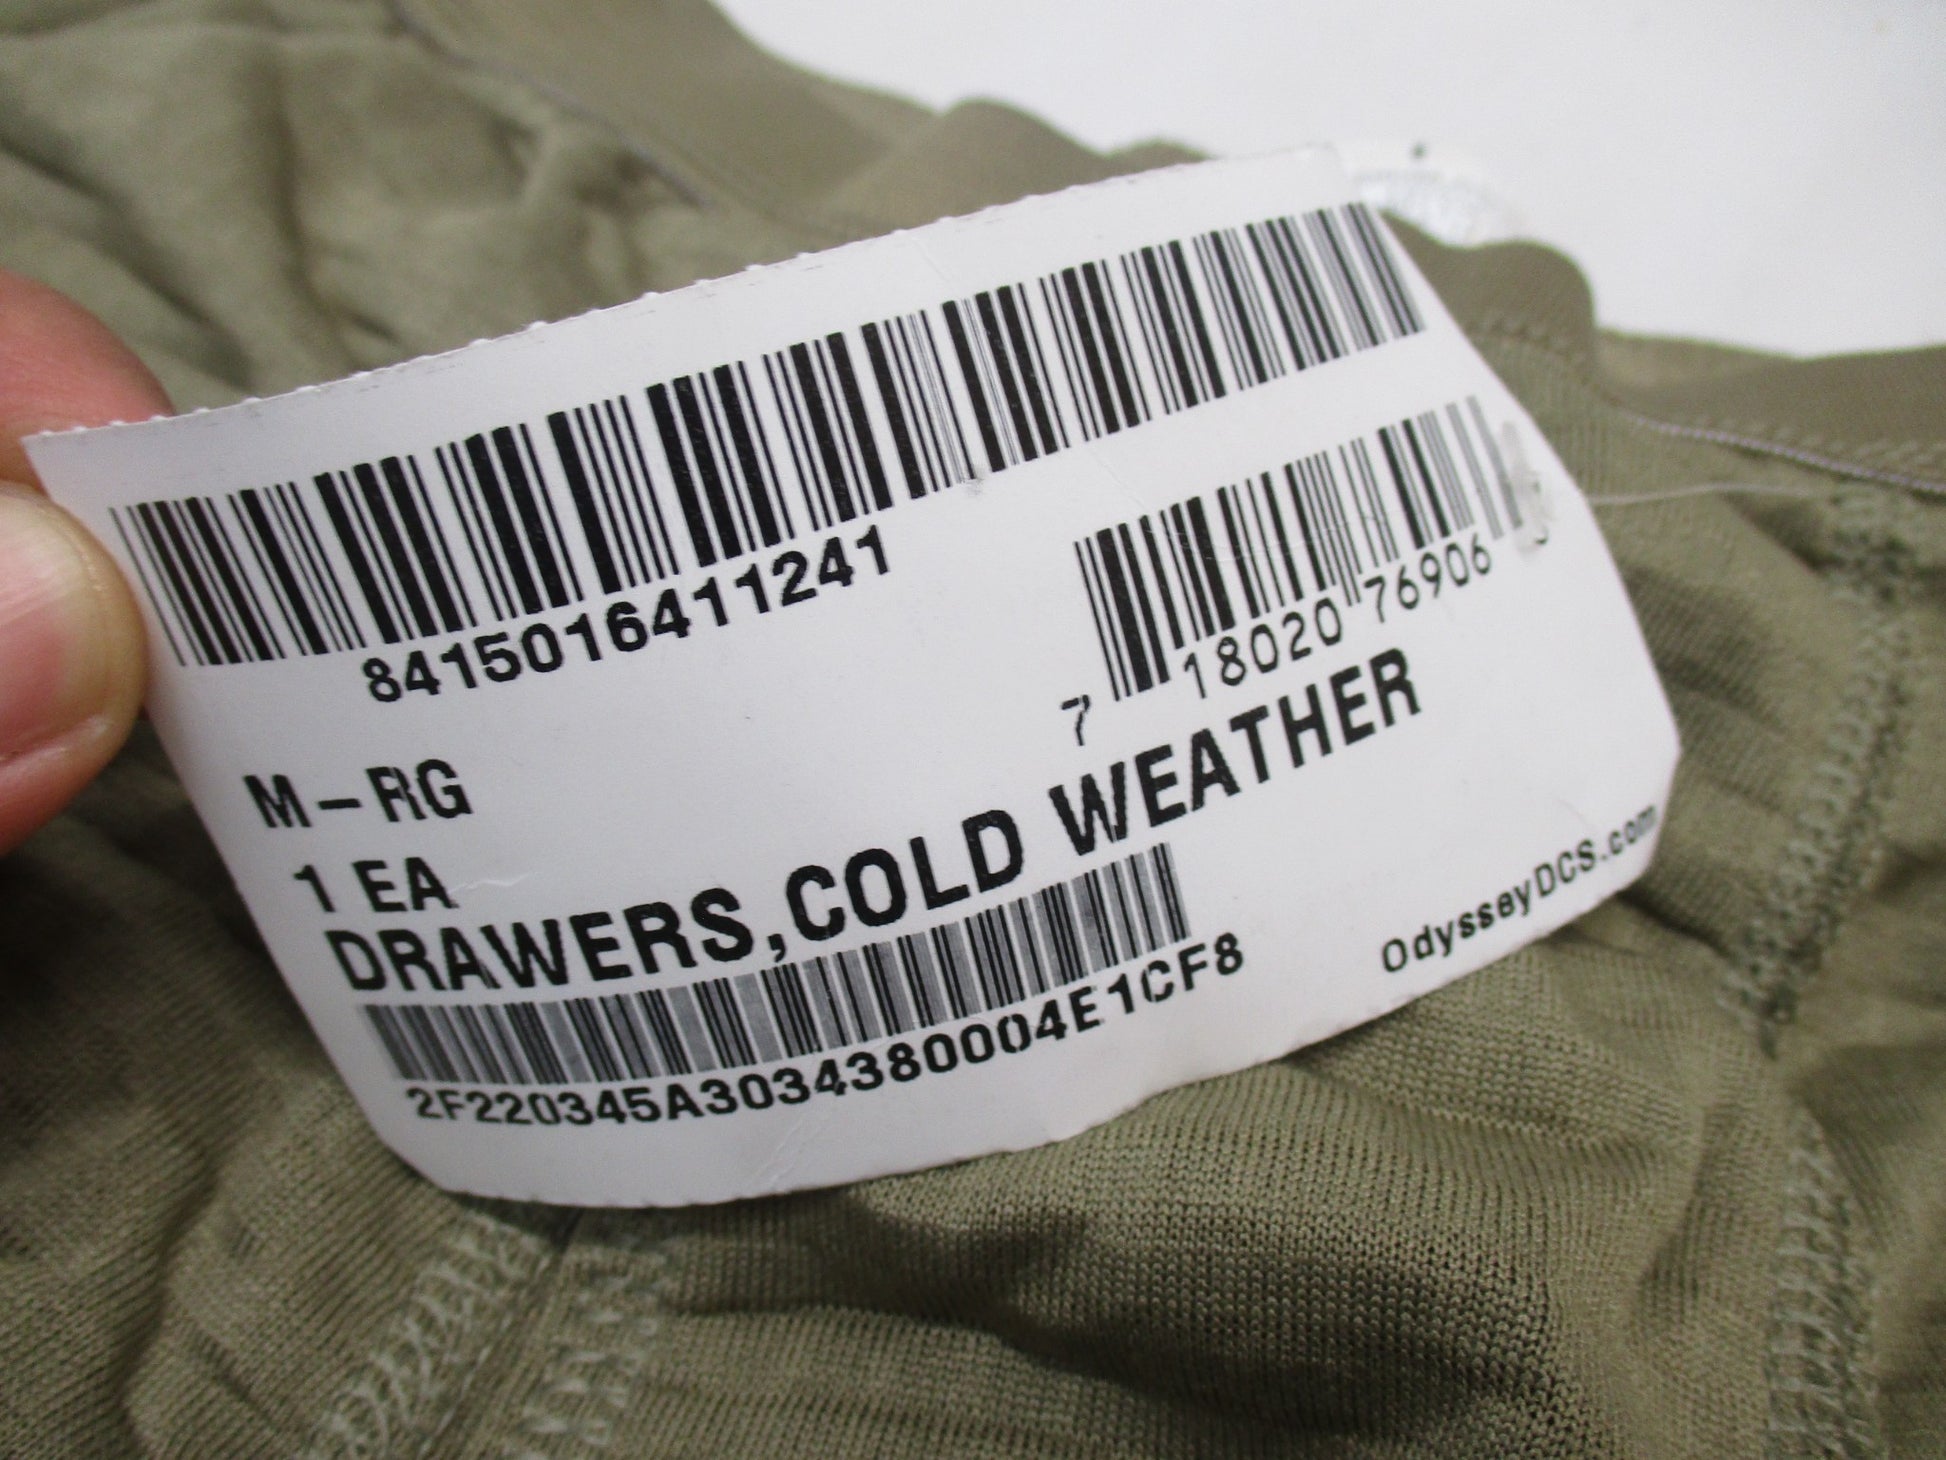 8415016411241
7 18020 76906
M-RG
1 EA
DRAWERS,COLD WEATHER
2F220345A3034380004E1CF8
OdysseyDCS.com